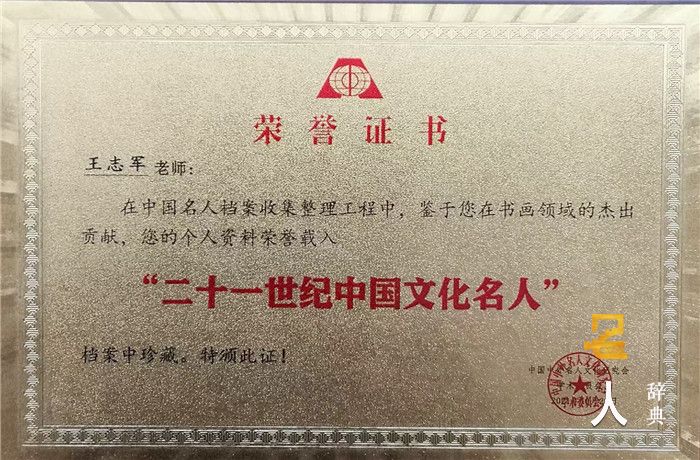 荣誉证书
王志军老师：
在中国名人档案收集整理工程中，鉴于您在书画领域的杰出
贡献，您的个人资料荣誉载入
“二十一世纪中国文化名人”
档案中珍藏。特颁此证！
名人
辞典